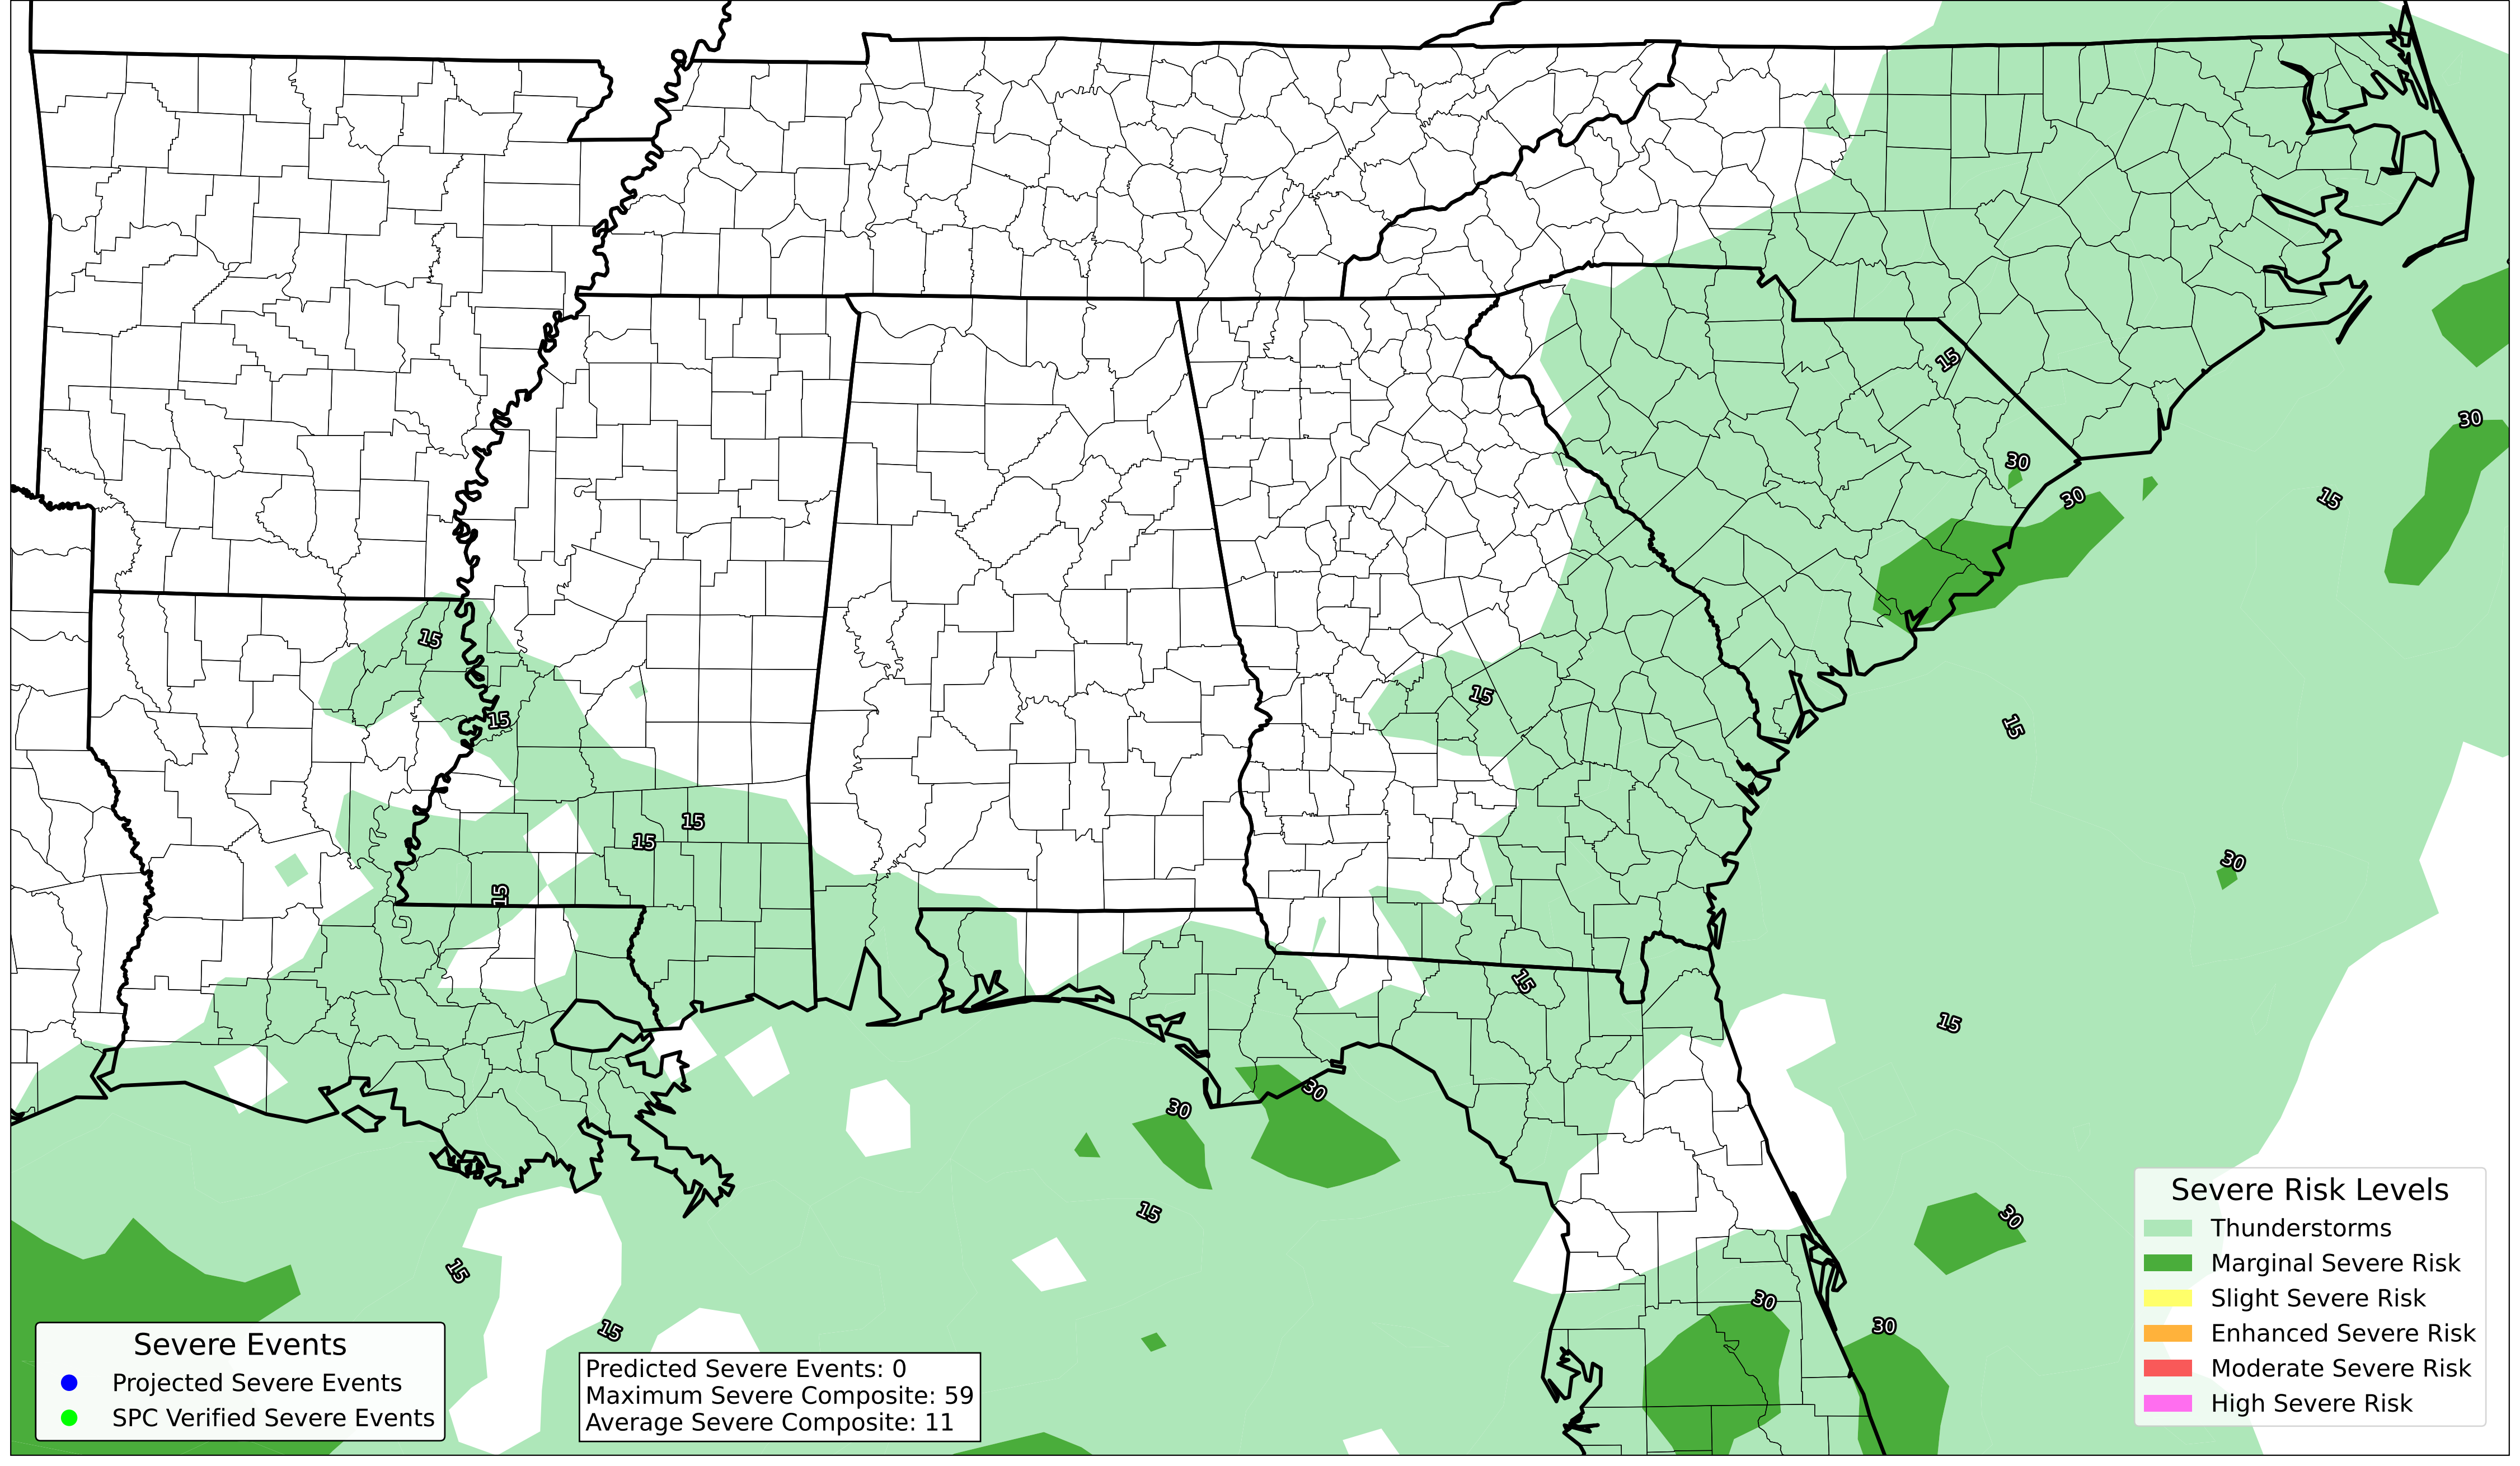 15
30
30
30
15
15
15
15
15
30
15
15
15
15
15
30
30
15
30
15
15
30
30
Severe Risk Levels
Thunderstorms
Marginal Severe Risk
Slight Severe Risk
Enhanced Severe Risk
Moderate Severe Risk
High Severe Risk
Severe Events
Projected Severe Events
SPC Verified Severe Events
Predicted Severe Events: 0
Maximum Severe Composite: 59
Average Severe Composite: 11